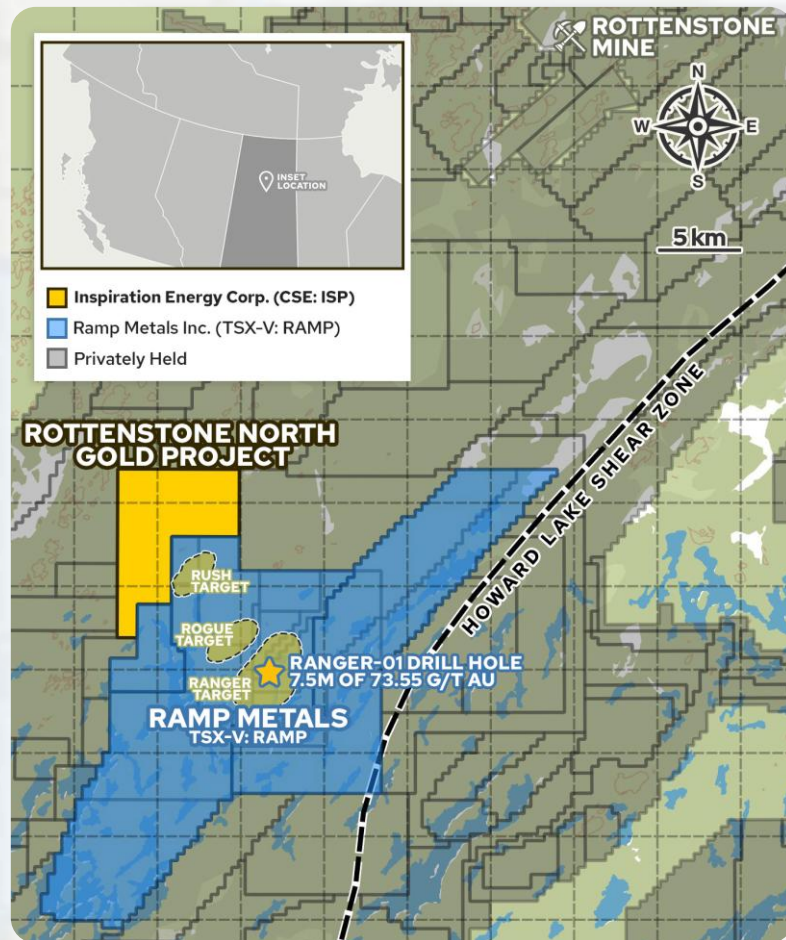 ROTTENSTONE
MINE
N
W
E
S
5 km
INSET
LOCATION
Inspiration Energy Corp. (CSE: ISP)
Ramp Metals Inc. (TSX-V: RAMP)
Privately Held
ROTTENSTONE NORTH
GOLD PROJECT
HOWARD LAKE SHEAR ZONE
RUSH
TARGET
ROGUE
TARGET
RANGER
TARGET
RANGER-01 DRILL HOLE
7.5M OF 73.55 G/T AU
RAMP METALS
TSX-V: RAMP